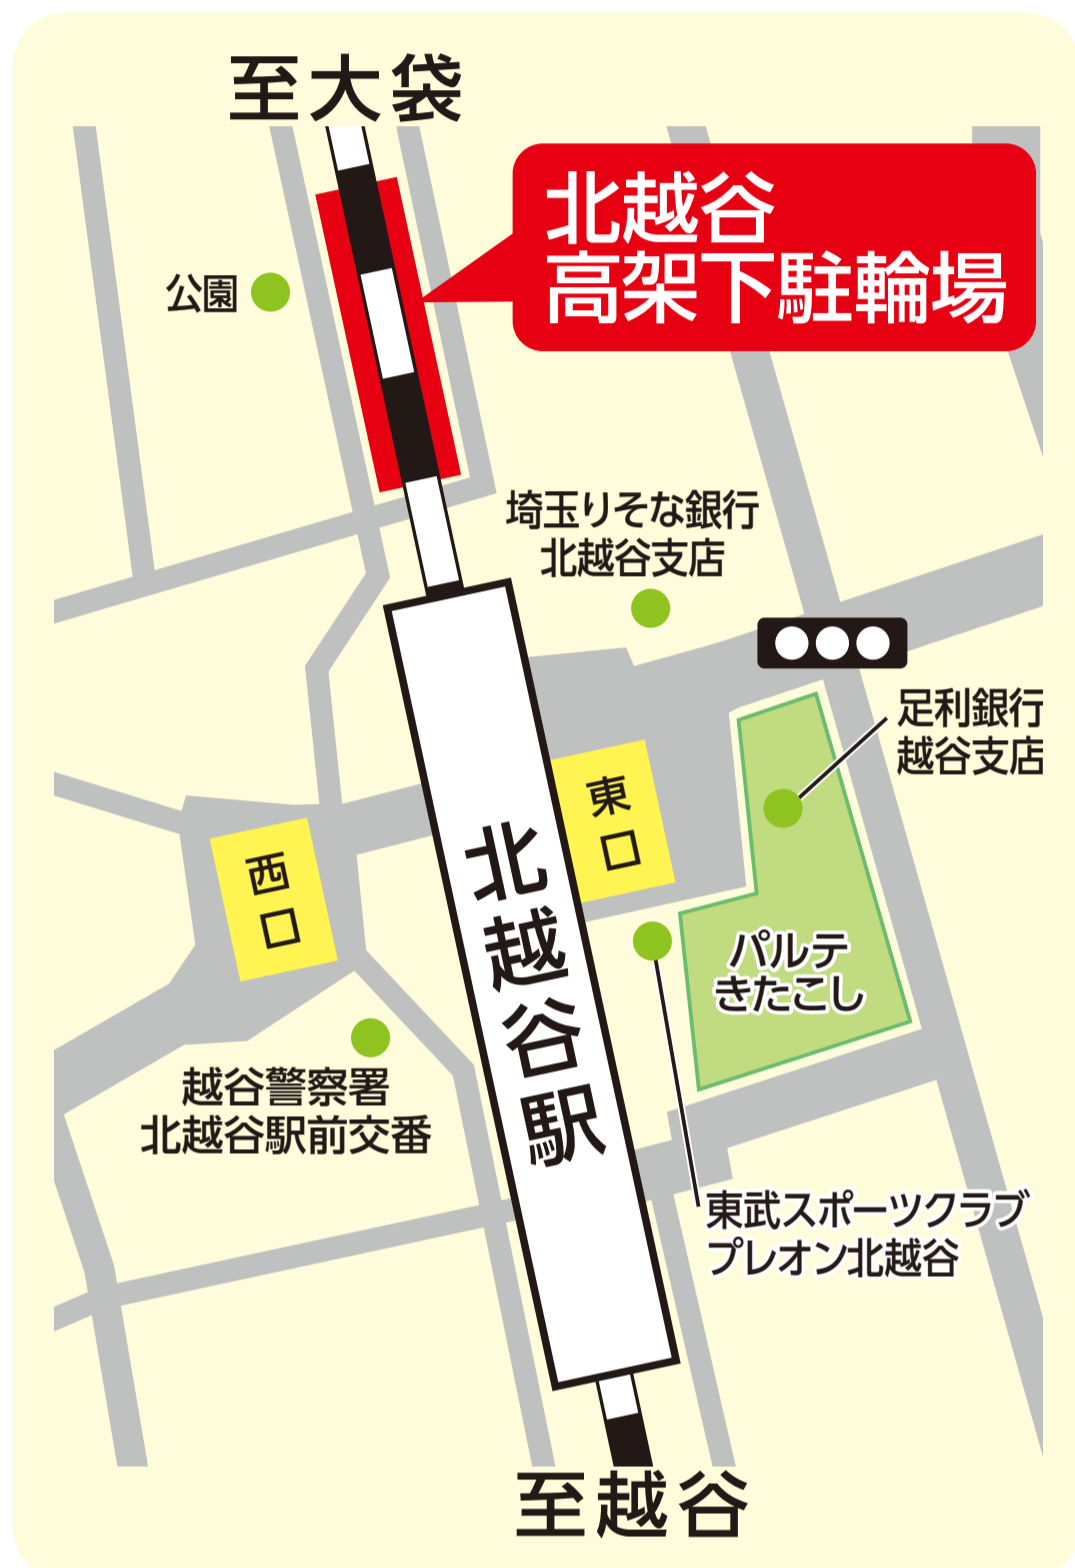 至大袋
北越谷
高架下駐輪場
公園
埼玉りそな銀行
北越谷支店
足利銀行
越谷支店
東口
西口
北越谷駅
パルテ
きたこし
越谷警察署
北越谷駅前交番
東武スポーツクラブ
プレオン北越谷
至越谷